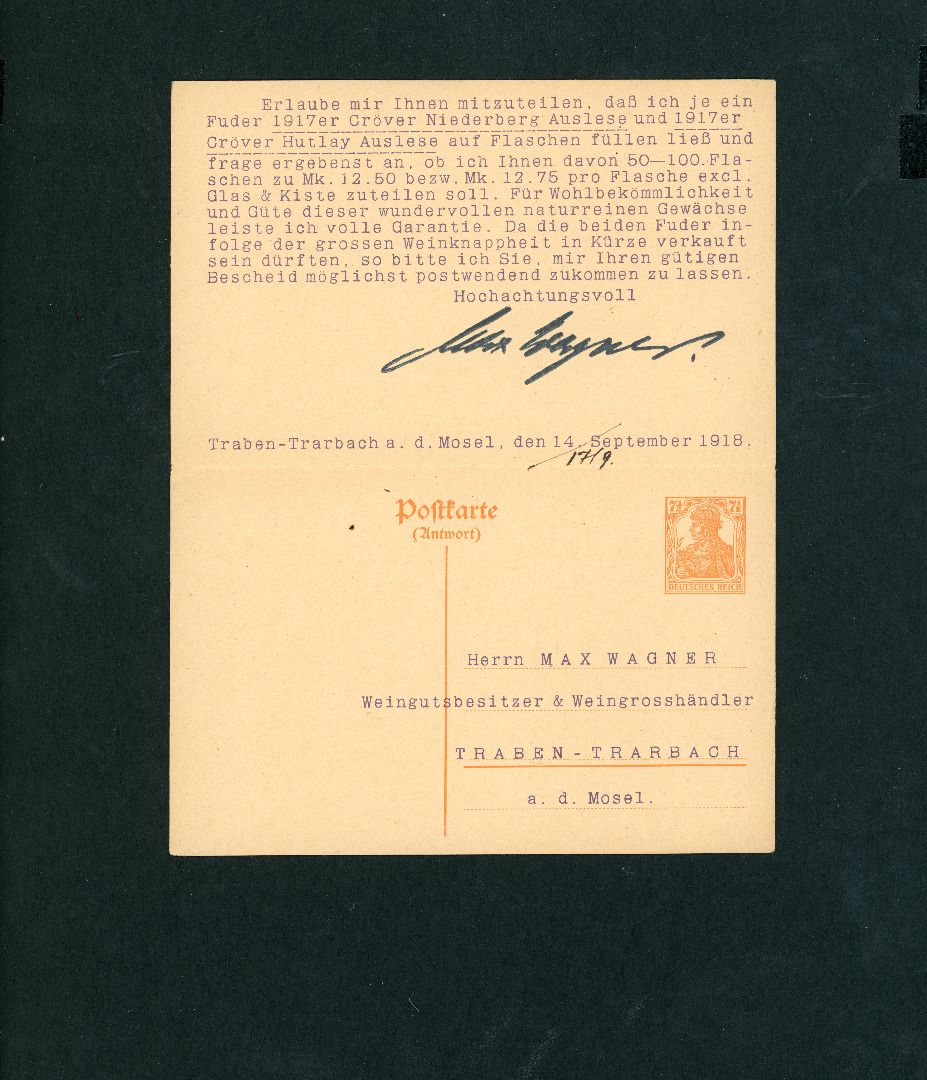 Erlaube mir Ihnen mitzuteilen, daß ich je ein
Fuder 1917er Cröver Niederberg Auslese und 1917er
Cröver Hutlay Auslese auf Flaschen füllen ließ und
frage ergebenst an, ob ich Ihnen davon 50—100 Fla-
schen zu Mk. 12.50 bezw. Mk. 12.75 pro Flasche excl.
Glas & Kiste zuteilen soll. Für Wohlbekömmlichkeit
und Güte dieser wundervollen naturreinen Gewächse
leiste ich volle Garantie. Da die beiden Fuder in-
folge der grossen Weinknappheit in Kürze verkauft
sein dürften, so bitte ich Sie, mir Ihren gütigen
Bescheid möglichst postwendend zukommen zu lassen.
Hochachtungsvoll
Max Wagner.
Traben-Trarbach a. d. Mosel, den 14. September 1918.
17/9.
Postkarte
(Antwort)
7½ 7½
DEUTSCHES REICH
Herrn MAX WAGNER
Weingutsbesitzer & Weingrosshändler
TRABEN-TRARBACH
a. d. Mosel.